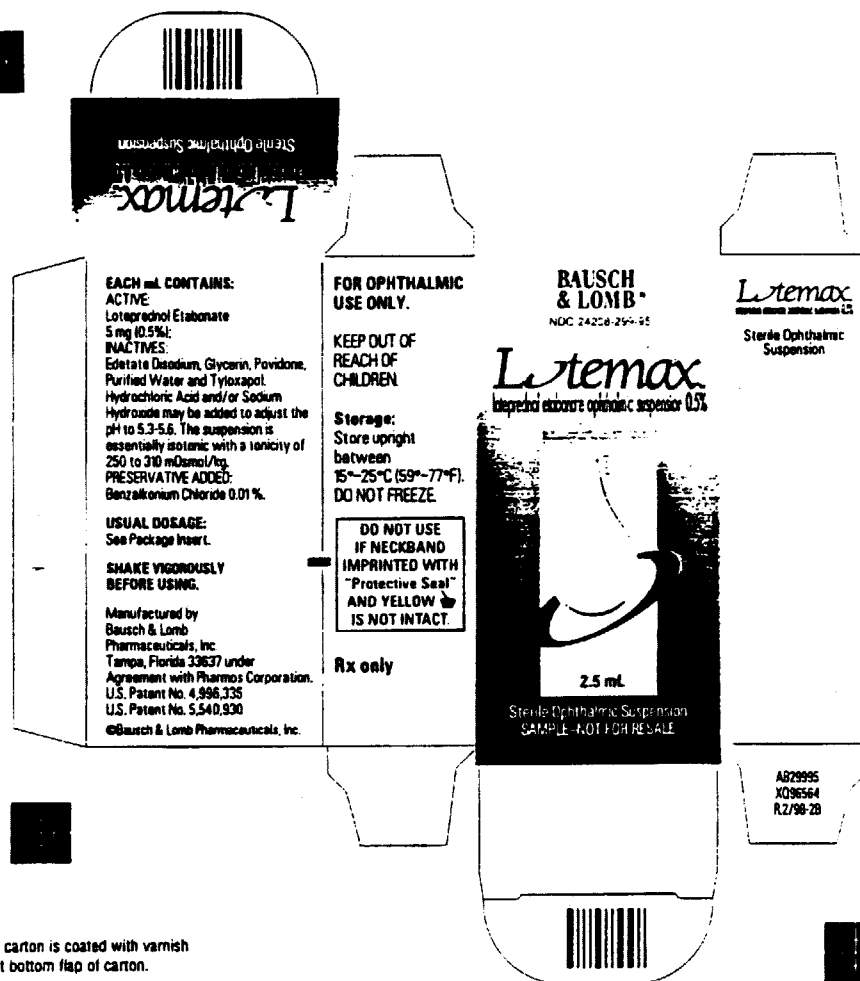 Sterile Ophthalmic Suspension
Lotemax
EACH mL CONTAINS:
ACTIVE:
Loteprednol Etabonate
5 mg (0.5%);
INACTIVES:
Edetate Disodium, Glycerin, Povidone,
Purified Water and Tyloxapol.
Hydrochloric Acid and/or Sodium
Hydroxide may be added to adjust the
pH to 5.3-5.6. The suspension is
essentially isotonic with a tonicity of
250 to 310 mOsmol/kg.
PRESERVATIVE ADDED:
Benzalkonium Chloride 0.01%.
USUAL DOSAGE:
See Package Insert.
SHAKE VIGOROUSLY
BEFORE USING.
Manufactured by
Bausch & Lomb
Pharmaceuticals, Inc.
Tampa, Florida 33637 under
Agreement with Pharmos Corporation.
U.S. Patent No. 4,996,335
U.S. Patent No. 5,540,930
©Bausch & Lomb Pharmaceuticals, Inc.
FOR OPHTHALMIC
USE ONLY.
KEEP OUT OF
REACH OF
CHILDREN.
Storage:
Store upright
between
15°–25°C (59°–77°F).
DO NOT FREEZE.
DO NOT USE
IF NECKBAND
IMPRINTED WITH
"Protective Seal"
AND YELLOW
IS NOT INTACT.
Rx only
BAUSCH
& LOMB®
NDC 24208-299-95
Lotemax
loteprednol etabonate ophthalmic suspension 0.5%
2.5 mL
Sterile Ophthalmic Suspension
SAMPLE–NOT FOR RESALE
Lotemax
Sterile Ophthalmic
Suspension
AB29995
XQ96564
R.2/98-2B
carton is coated with varnish
t bottom flap of carton.